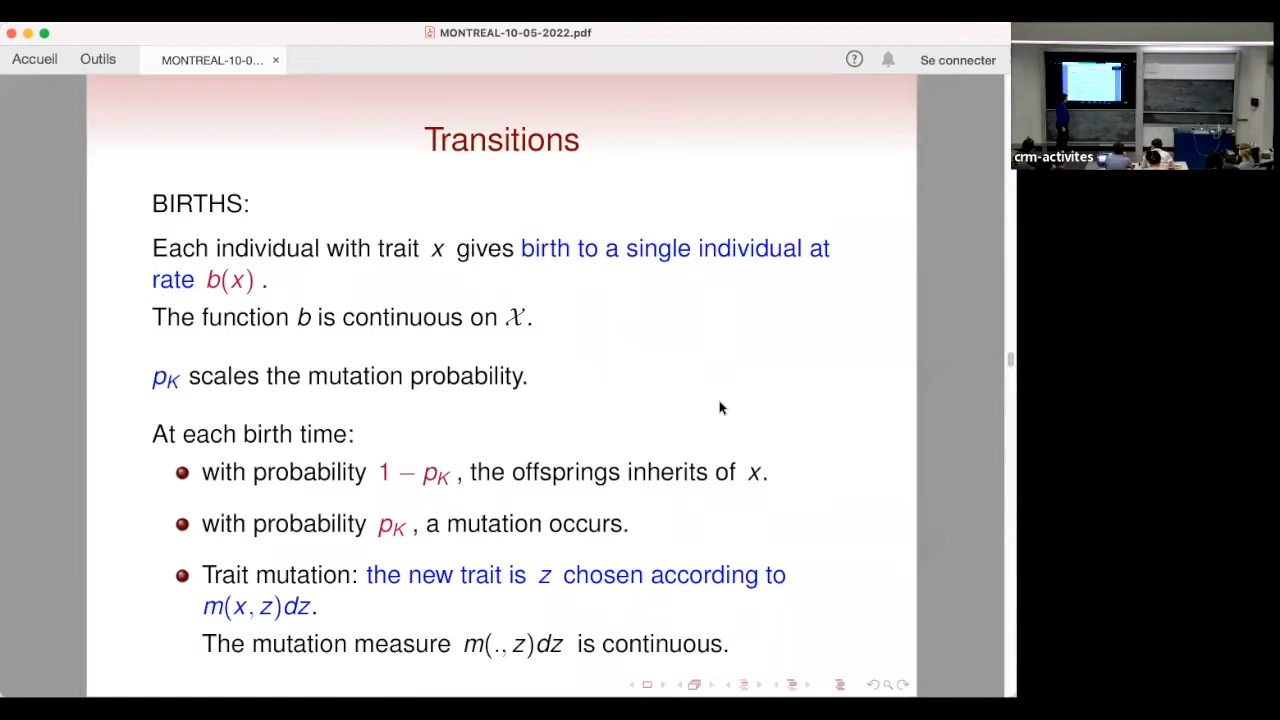 MONTREAL-10-05-2022.pdf
Accueil Outils MONTREAL-10-0... × ? Se connecter
crm-activites
Transitions
BIRTHS:
Each individual with trait x gives birth to a single individual at
rate b(x) .
The function b is continuous on 𝒳.
p_K scales the mutation probability.
At each birth time:
with probability 1 − p_K , the offsprings inherits of x.
with probability p_K , a mutation occurs.
Trait mutation: the new trait is z chosen according to
m(x, z)dz.
The mutation measure m(., z)dz is continuous.